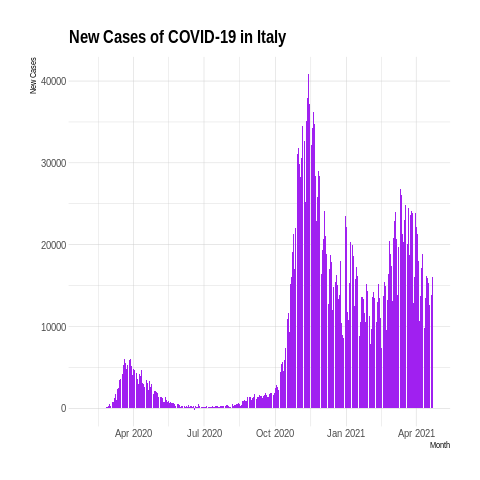 New Cases of COVID-19 in Italy
New Cases
40000
30000
20000
10000
0
Apr 2020 Jul 2020 Oct 2020 Jan 2021 Apr 2021
Month